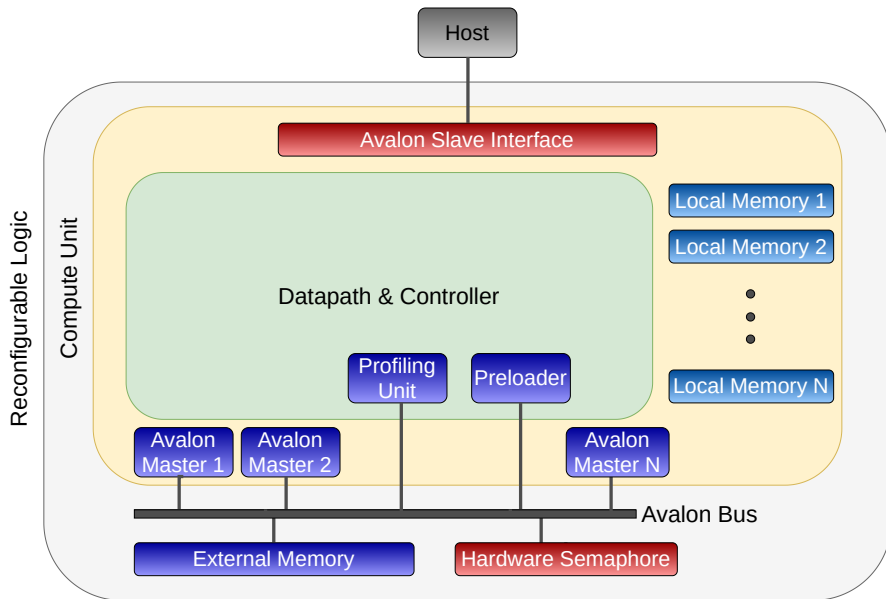 Host
Avalon Slave Interface
Reconfigurable Logic
Compute Unit
Local Memory 1
Local Memory 2
Datapath & Controller
Profiling
Unit
Preloader
Local Memory N
Avalon
Master 1
Avalon
Master 2
Avalon
Master N
Avalon Bus
External Memory
Hardware Semaphore